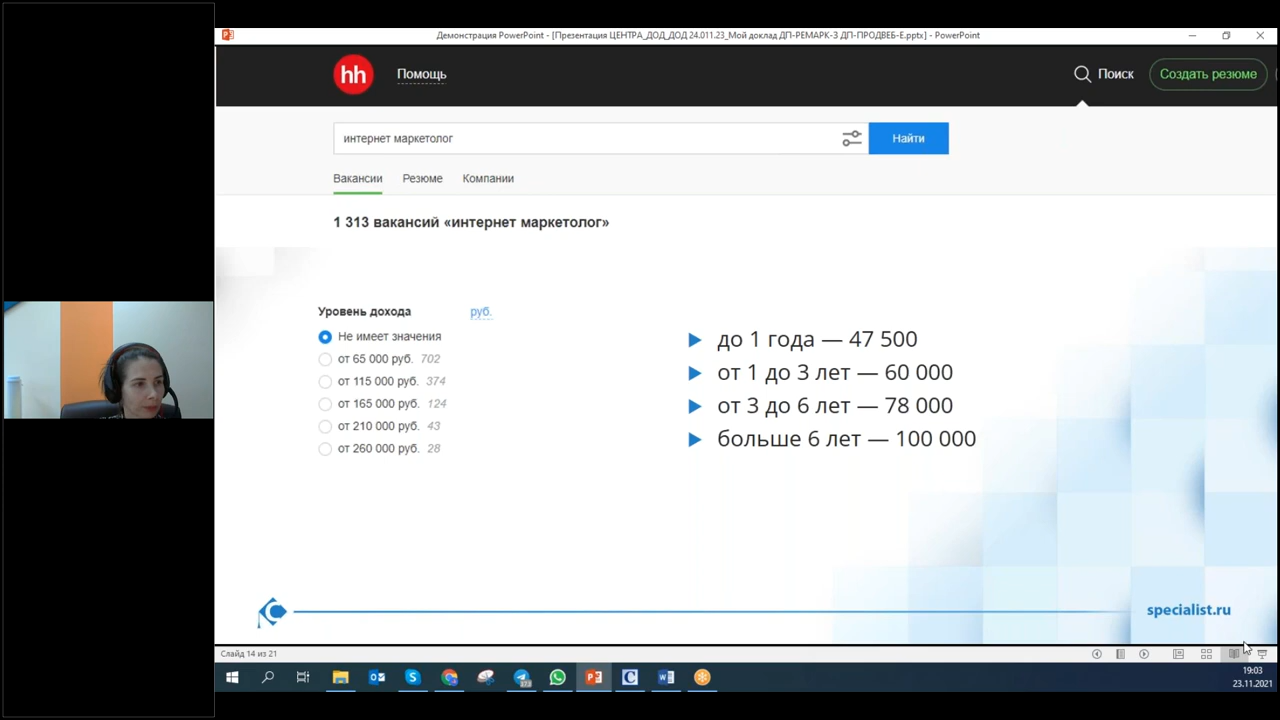 Демонстрация PowerPoint - [Презентация ЦЕНТРА_ДОД_ДОД 24.011.23_Мой доклад ДП-РЕМАРК-3 ДП-ПРОДВЕБ-Е.pptx] - PowerPoint
hh
Помощь
Поиск
Создать резюме
интернет маркетолог
Найти
Вакансии
Резюме
Компании
1 313 вакансий «интернет маркетолог»
Уровень дохода
руб.
Не имеет значения
от 65 000 руб. 702
от 115 000 руб. 374
от 165 000 руб. 124
от 210 000 руб. 43
от 260 000 руб. 28
до 1 года — 47 500
от 1 до 3 лет — 60 000
от 3 до 6 лет — 78 000
больше 6 лет — 100 000
specialist.ru
Слайд 14 из 21
19:03
23.11.2021